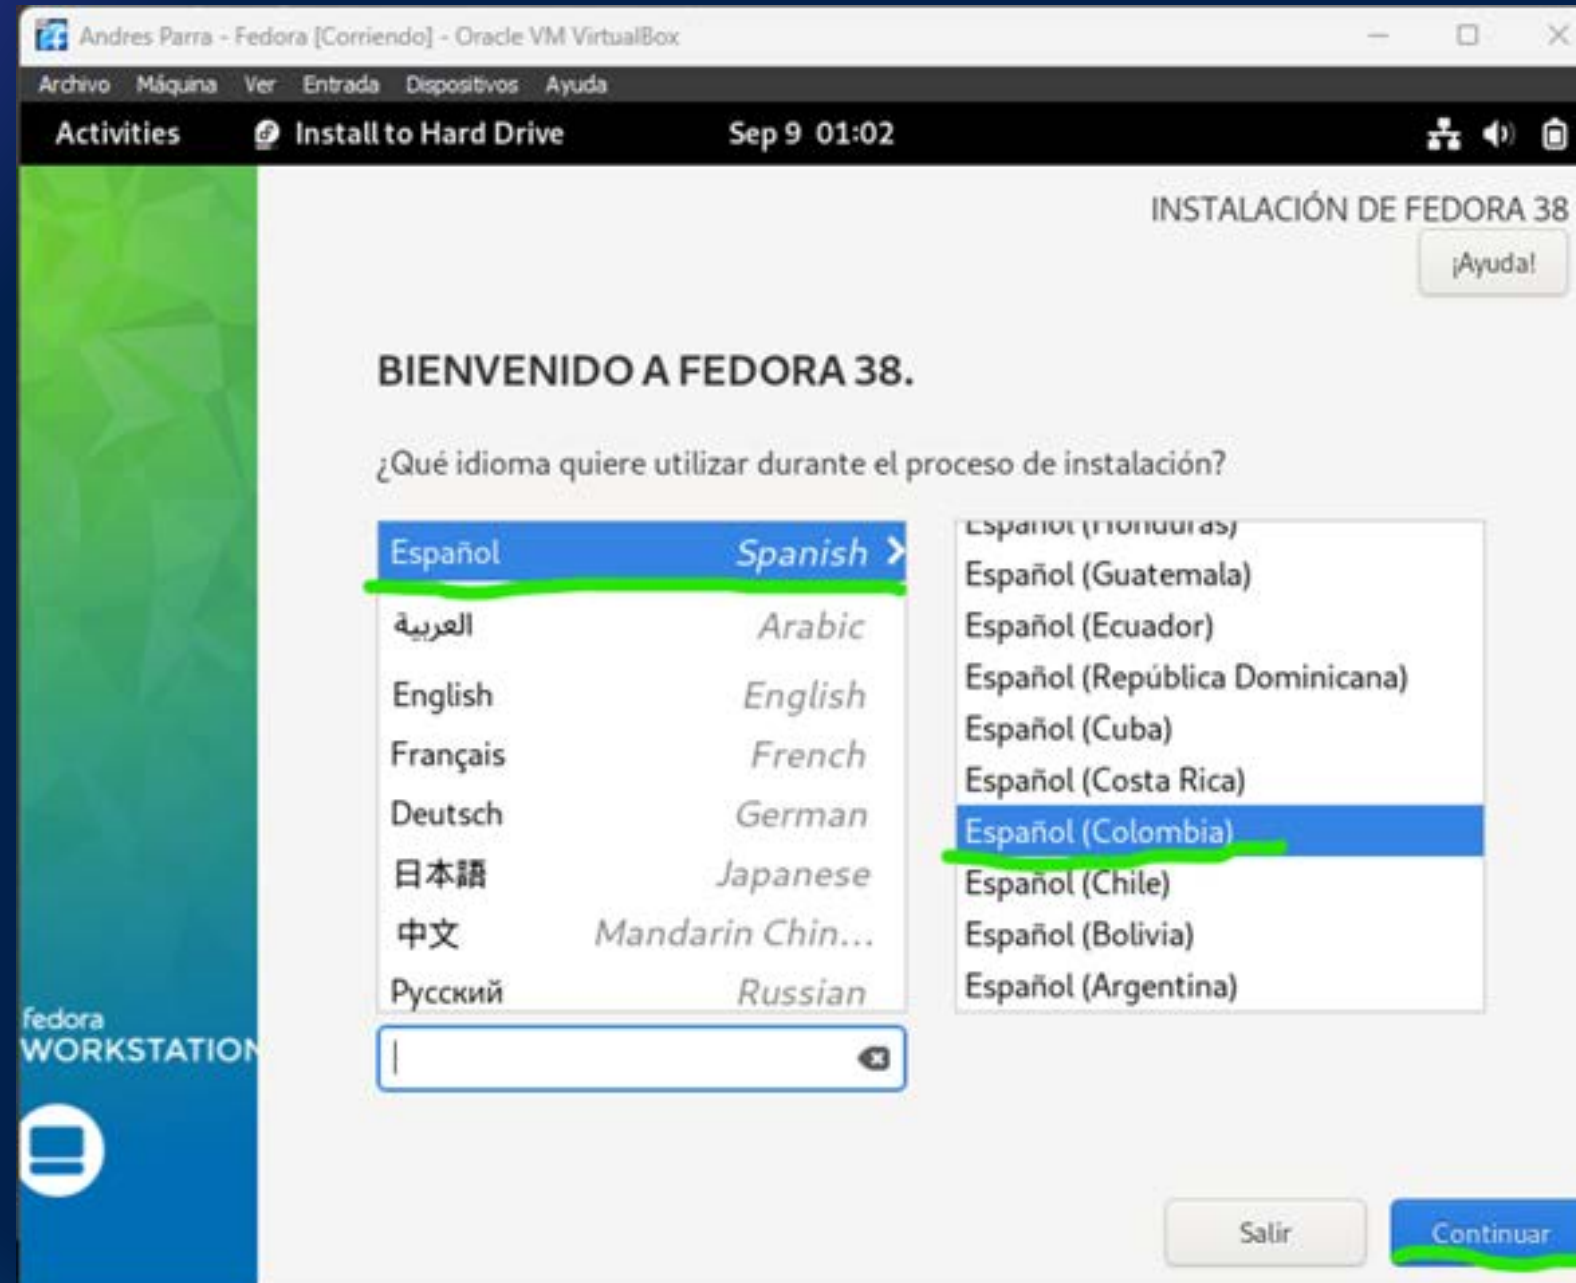 Andres Parra - Fedora [Corriendo] - Oracle VM VirtualBox
Archivo Máquina Ver Entrada Dispositivos Ayuda
Activities Install to Hard Drive Sep 9 01:02
INSTALACIÓN DE FEDORA 38
¡Ayuda!
BIENVENIDO A FEDORA 38.
¿Qué idioma quiere utilizar durante el proceso de instalación?
Español Spanish
العربية Arabic
English English
Français French
Deutsch German
日本語 Japanese
中文 Mandarin Chin...
Русский Russian
Español (Honduras)
Español (Guatemala)
Español (Ecuador)
Español (República Dominicana)
Español (Cuba)
Español (Costa Rica)
Español (Colombia)
Español (Chile)
Español (Bolivia)
Español (Argentina)
fedora
WORKSTATION
Salir Continuar